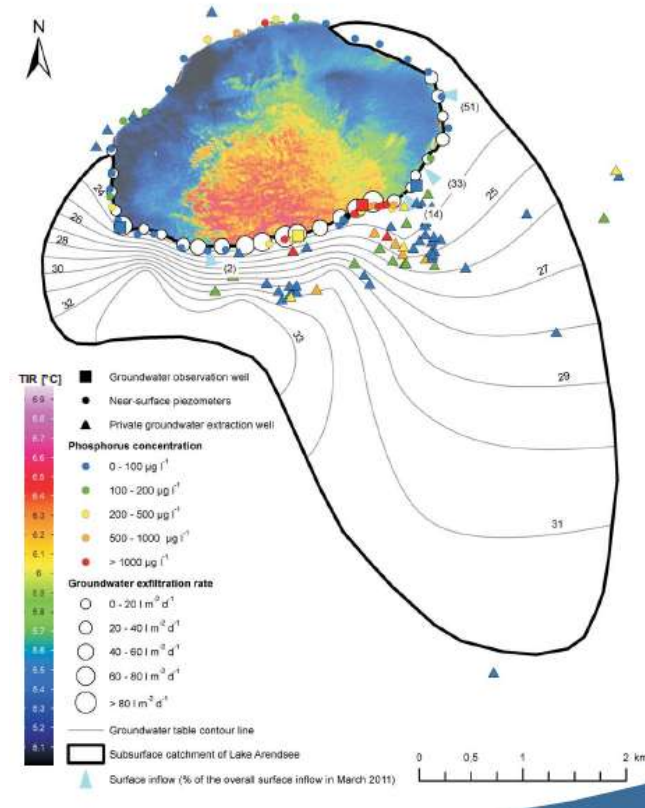 N
(51)
(33)
(14)
(2)
24
26
28
30
32
33
25
27
29
31
TIR [°C]
6.9
6.8
6.7
6.6
6.5
6.4
6.3
6.2
6.1
6
5.9
5.8
5.7
5.6
5.5
5.4
5.3
5.2
5.1
Groundwater observation well
Near-surface piezometers
Private groundwater extraction well
Phosphorus concentration
0 - 100 µg l⁻¹
100 - 200 µg l⁻¹
200 - 500 µg l⁻¹
500 - 1000 µg l⁻¹
> 1000 µg l⁻¹
Groundwater exfiltration rate
0 - 20 l m⁻² d⁻¹
20 - 40 l m⁻² d⁻¹
40 - 60 l m⁻² d⁻¹
60 - 80 l m⁻² d⁻¹
> 80 l m⁻² d⁻¹
Groundwater table contour line
Subsurface catchment of Lake Arendsee
Surface inflow (% of the overall surface inflow in March 2011)
0 0.5 1 2 km